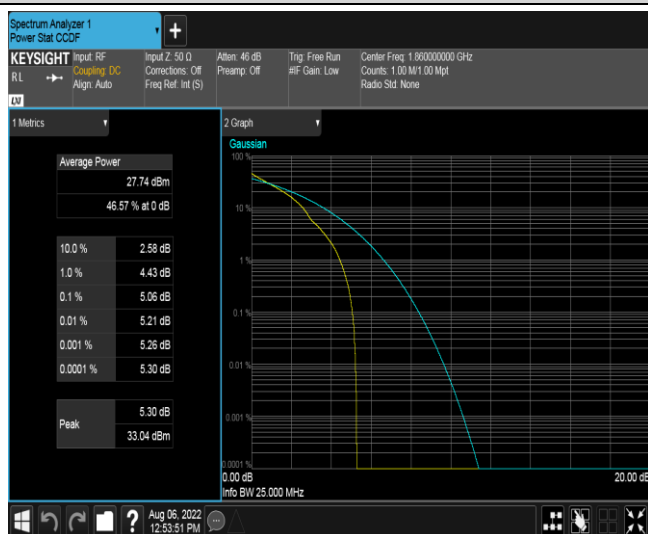 Spectrum Analyzer 1
Power Stat CCDF
+
KEYSIGHT
RL
LXI
Input: RF
Coupling: DC
Align: Auto
Input Z: 50 Ω
Corrections: Off
Freq Ref: Int (S)
Atten: 46 dB
Preamp: Off
Trig: Free Run
#IF Gain: Low
Center Freq: 1.860000000 GHz
Counts: 1.00 M/1.00 Mpt
Radio Std: None
1 Metrics
Average Power
27.74 dBm
46.57 % at 0 dB
10.0 % 2.58 dB
1.0 % 4.43 dB
0.1 % 5.06 dB
0.01 % 5.21 dB
0.001 % 5.26 dB
0.0001 % 5.30 dB
Peak
5.30 dB
33.04 dBm
2 Graph
Gaussian
100 %
10 %
1 %
0.1 %
0.01 %
0.001 %
0.0001 %
0.00 dB 20.00 dB
Info BW 25.000 MHz
?
Aug 06, 2022
12:53:51 PM